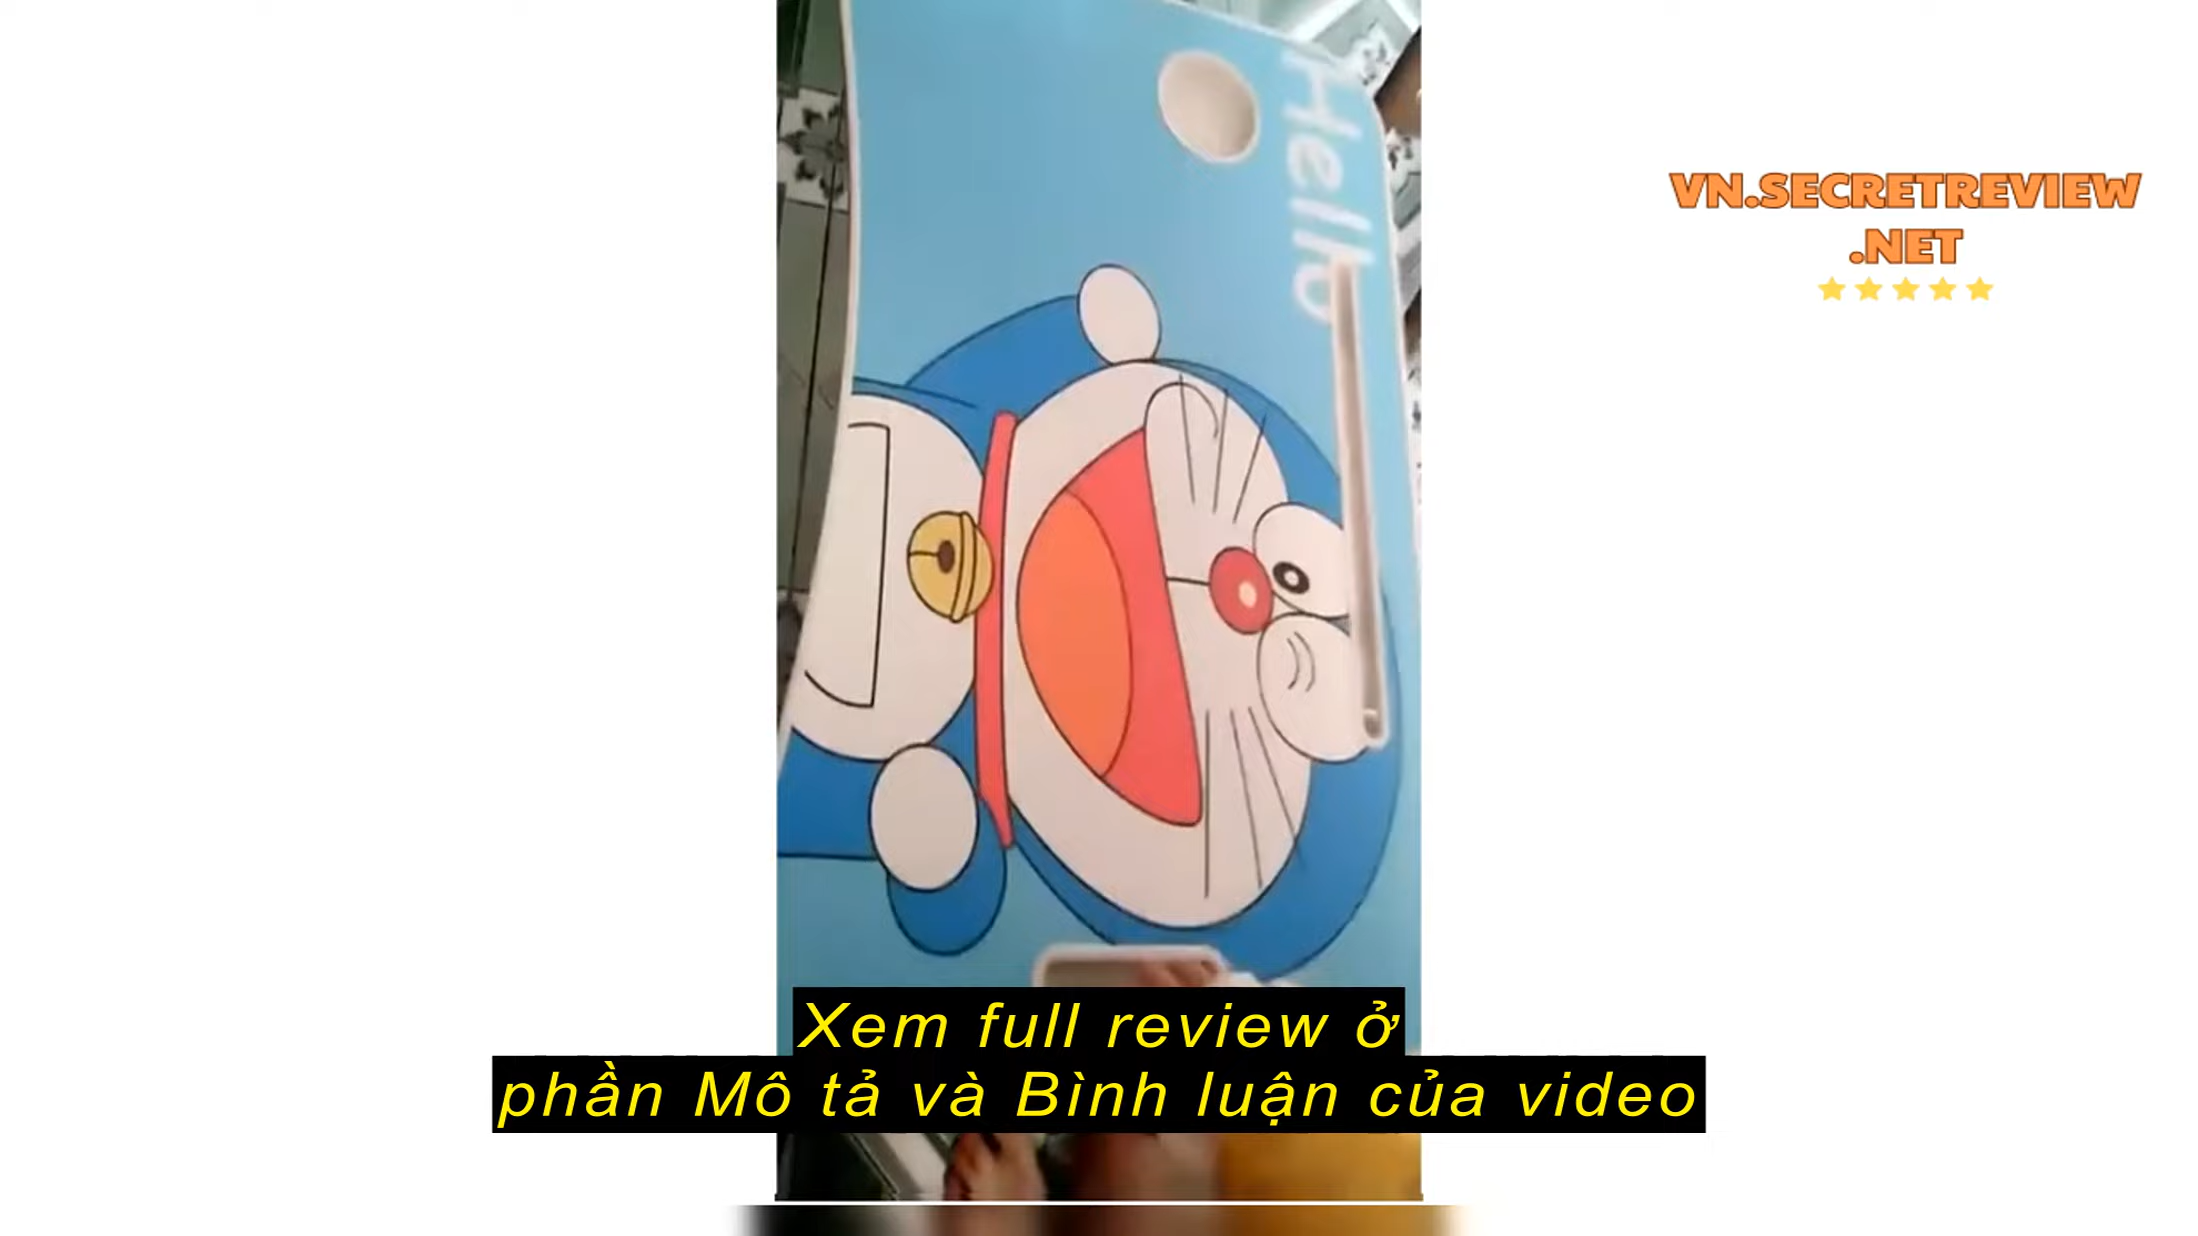 Hello
VN.SECRETREVIEW
.NET
Xem full review ở
phần Mô tả và Bình luận của video